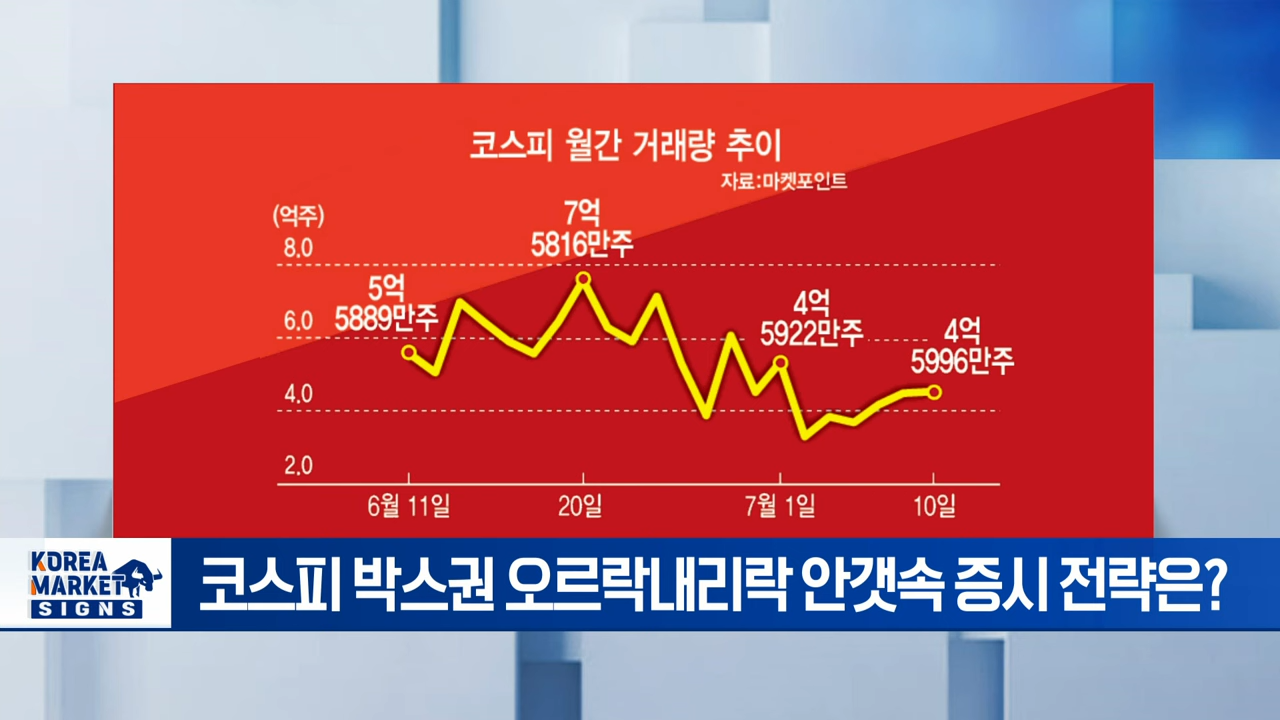 코스피 월간 거래량 추이
자료:마켓포인트
(억주)
8.0
6.0
4.0
2.0
5억
5889만주
7억
5816만주
4억
5922만주
4억
5996만주
6월 11일
20일
7월 1일
10일
KOREA
MARKET
SIGNS
코스피 박스권 오르락내리락 안갯속 증시 전략은?